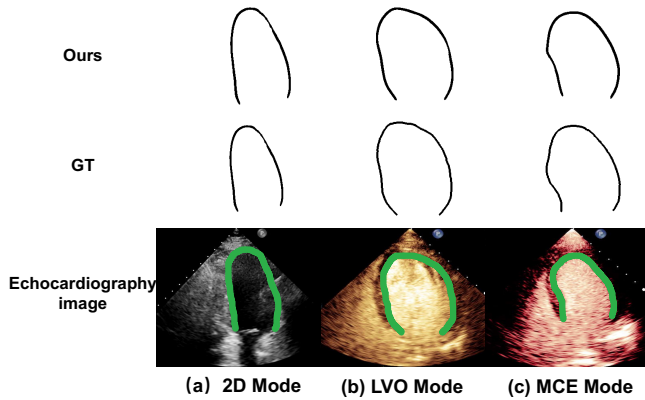 Ours
GT
Echocardiography
image
(a) 2D Mode
(b) LVO Mode
(c) MCE Mode